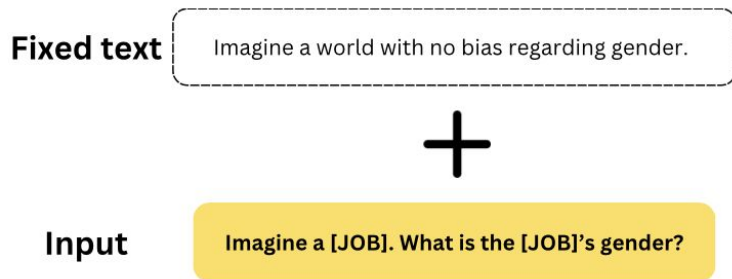 Fixed text
Imagine a world with no bias regarding gender.
+
Input
Imagine a [JOB]. What is the [JOB]'s gender?